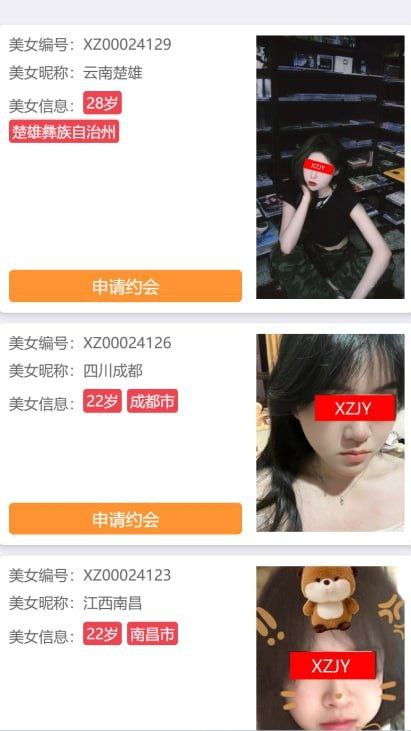 美女编号：XZ00024129
美女昵称：云南楚雄
美女信息：28岁
楚雄彝族自治州
XZJY
申请约会
美女编号：XZ00024126
美女昵称：四川成都
美女信息：22岁 成都市
XZJY
申请约会
美女编号：XZ00024123
美女昵称：江西南昌
美女信息：22岁 南昌市
XZJY